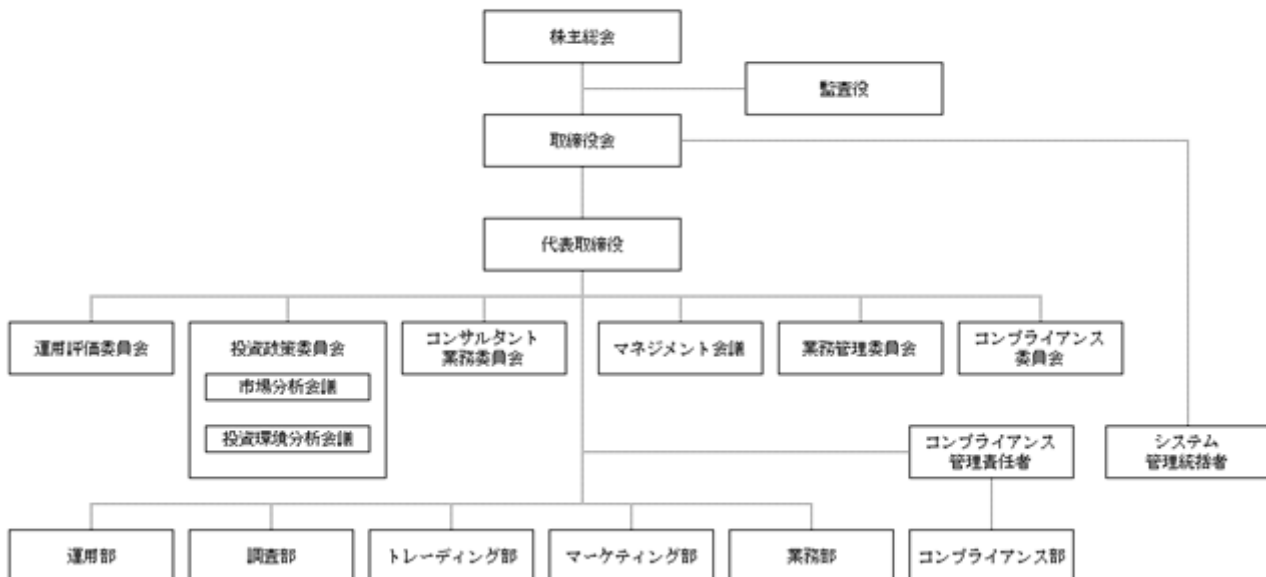 株主総会
監査役
取締役会
代表取締役
運用評価委員会
投資政策委員会
市場分析会議
投資環境分析会議
コンサルタント
業務委員会
マネジメント会議
業務管理委員会
コンプライアンス
委員会
コンプライアンス
管理責任者
システム
管理統括者
運用部
調査部
トレーディング部
マーケティング部
業務部
コンプライアンス部